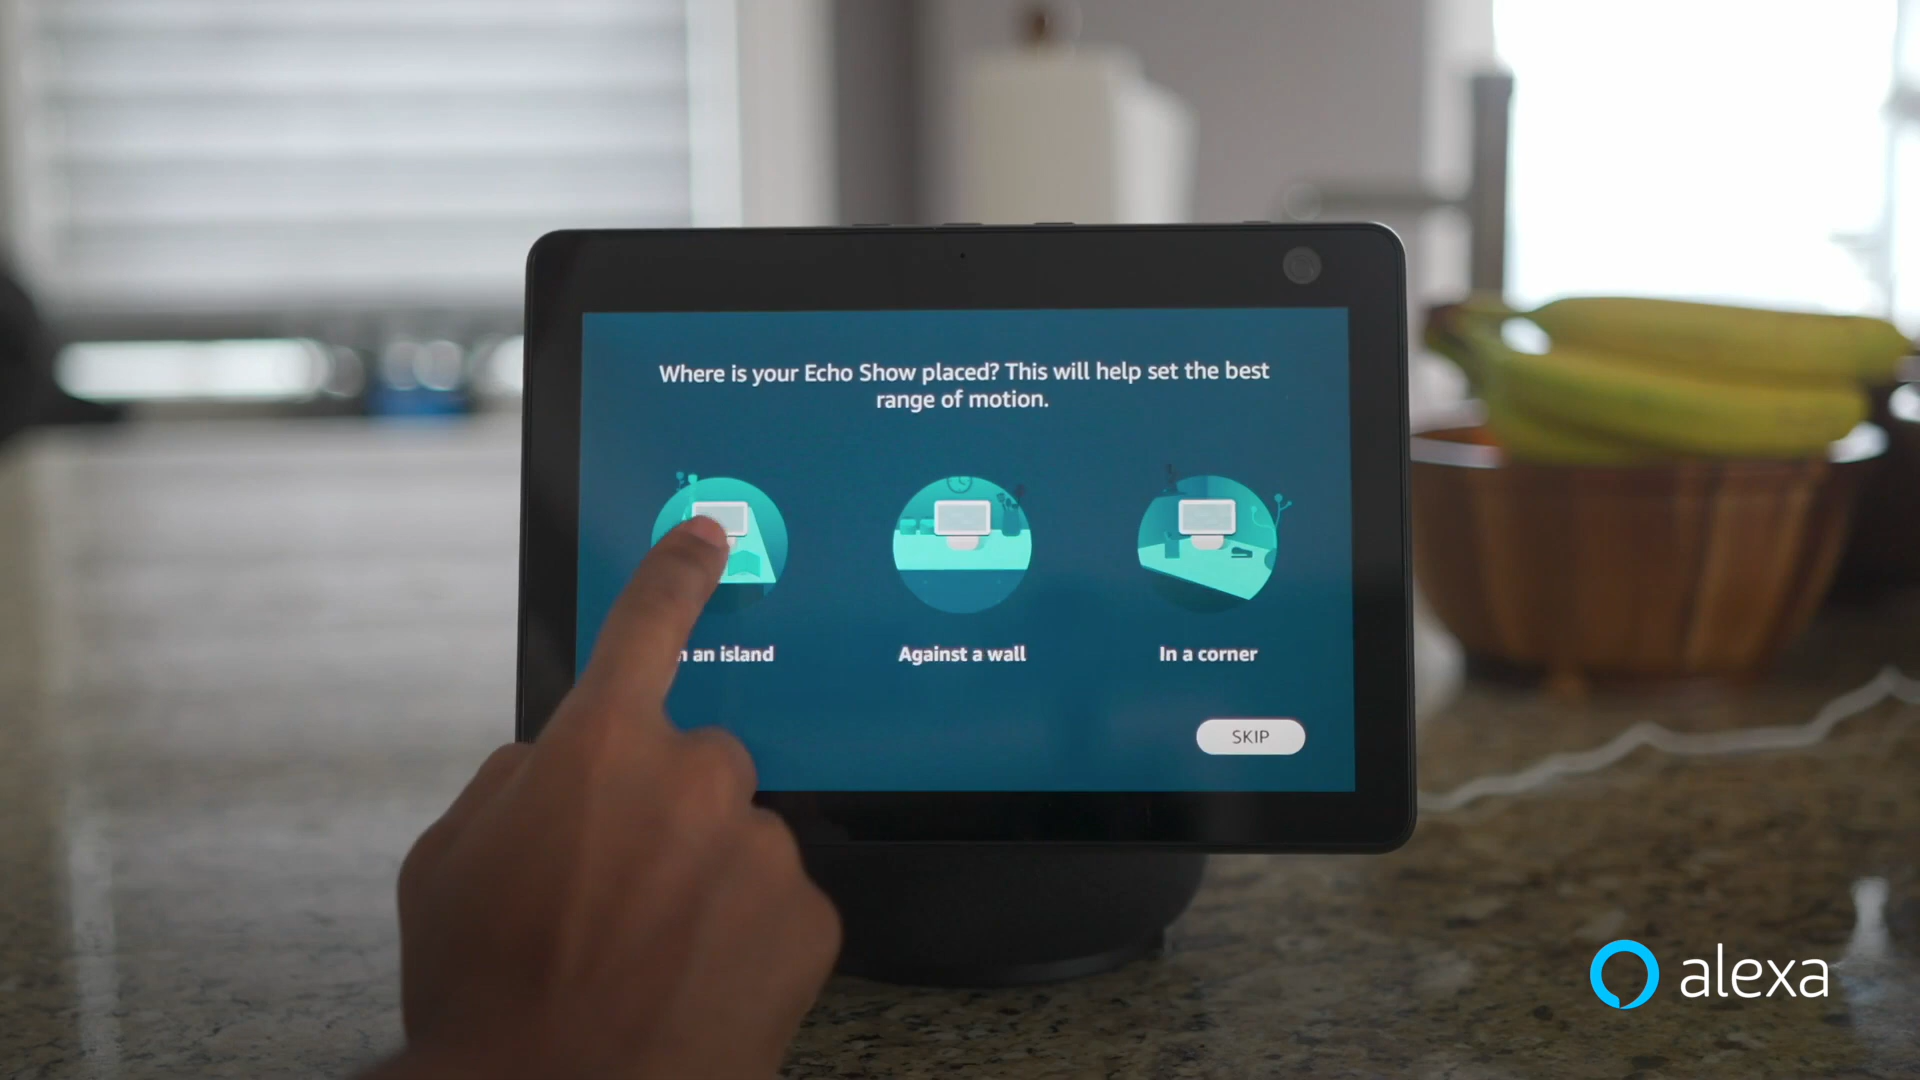 Where is your Echo Show placed? This will help set the best
range of motion.
an island
Against a wall
In a corner
SKIP
alexa